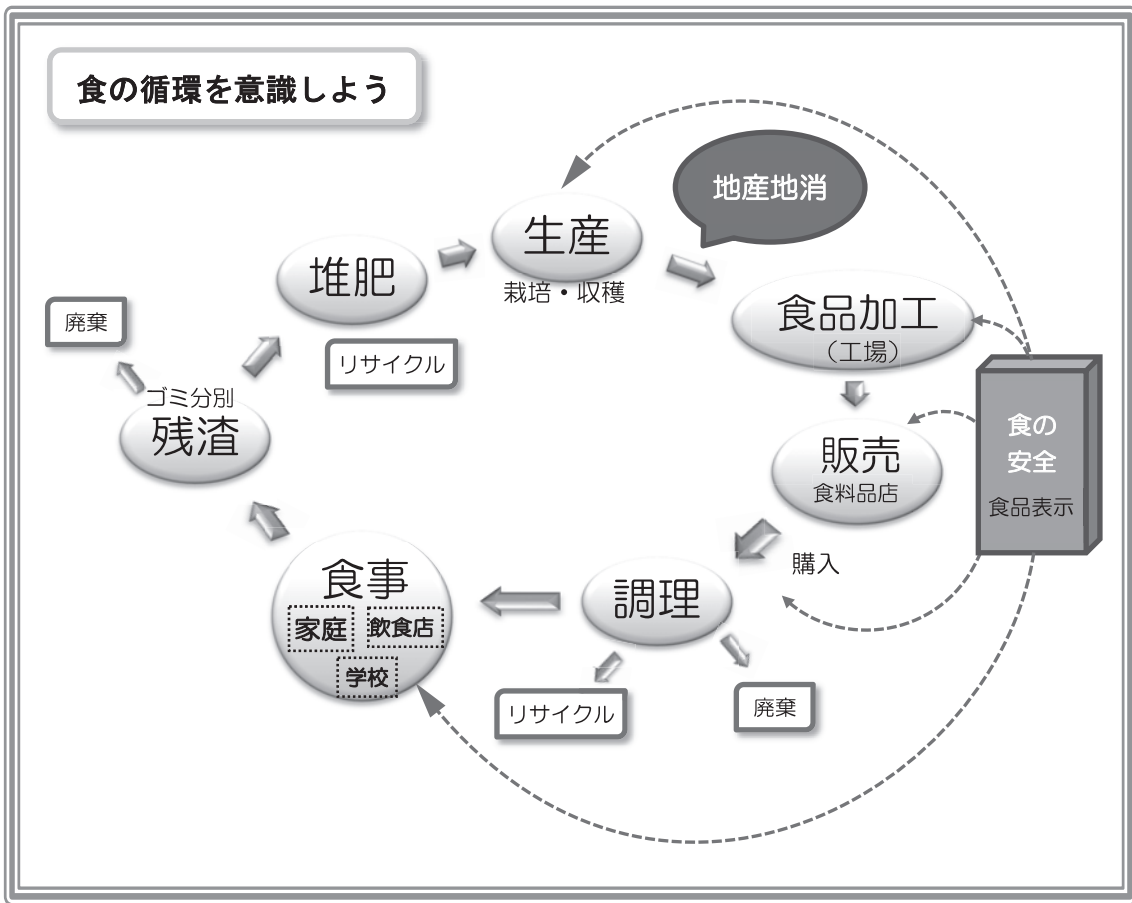 食の循環を意識しよう
地産地消
生産
栽培・収穫
堆肥
リサイクル
食品加工
（工場）
廃棄
ゴミ分別
残渣
販売
食料品店
食の
安全
食品表示
購入
調理
食事
家庭
飲食店
学校
リサイクル
廃棄